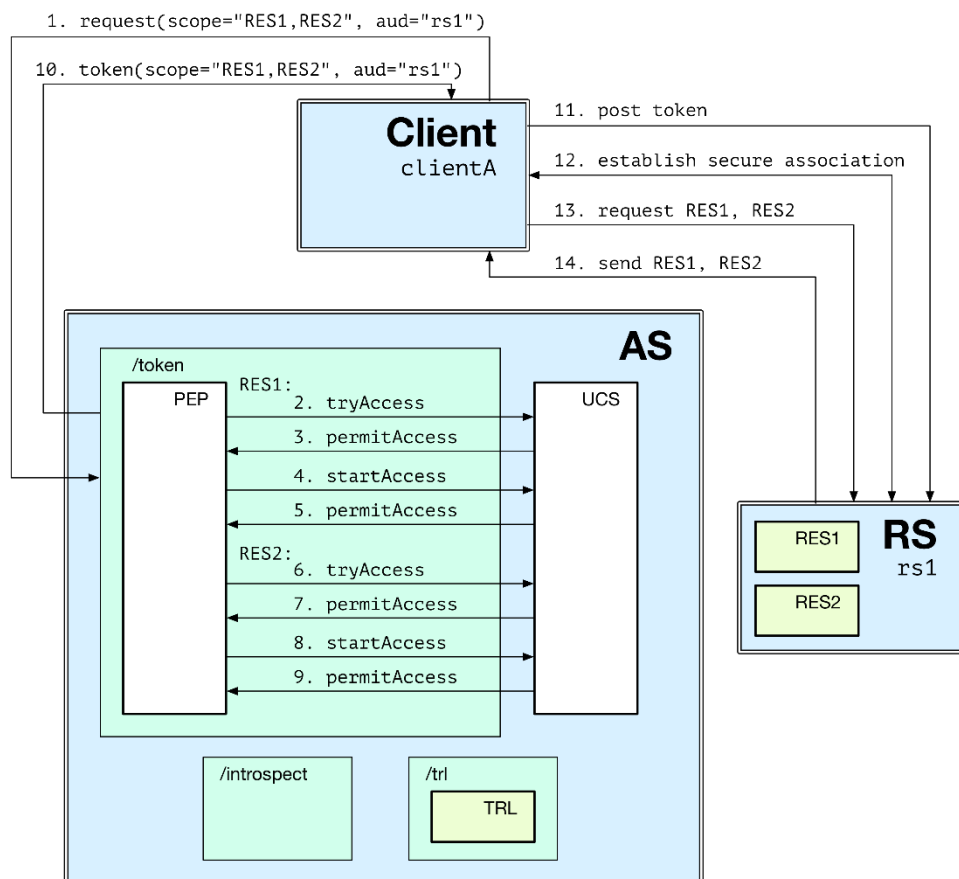 1. request(scope="RES1,RES2", aud="rs1")
10. token(scope="RES1,RES2", aud="rs1")
Client
clientA
11. post token
12. establish secure association
13. request RES1, RES2
14. send RES1, RES2
AS
/token
PEP
UCS
RES1:
2. tryAccess
3. permitAccess
4. startAccess
5. permitAccess
RES2:
6. tryAccess
7. permitAccess
8. startAccess
9. permitAccess
RS
rs1
RES1
RES2
/introspect
/trl
TRL